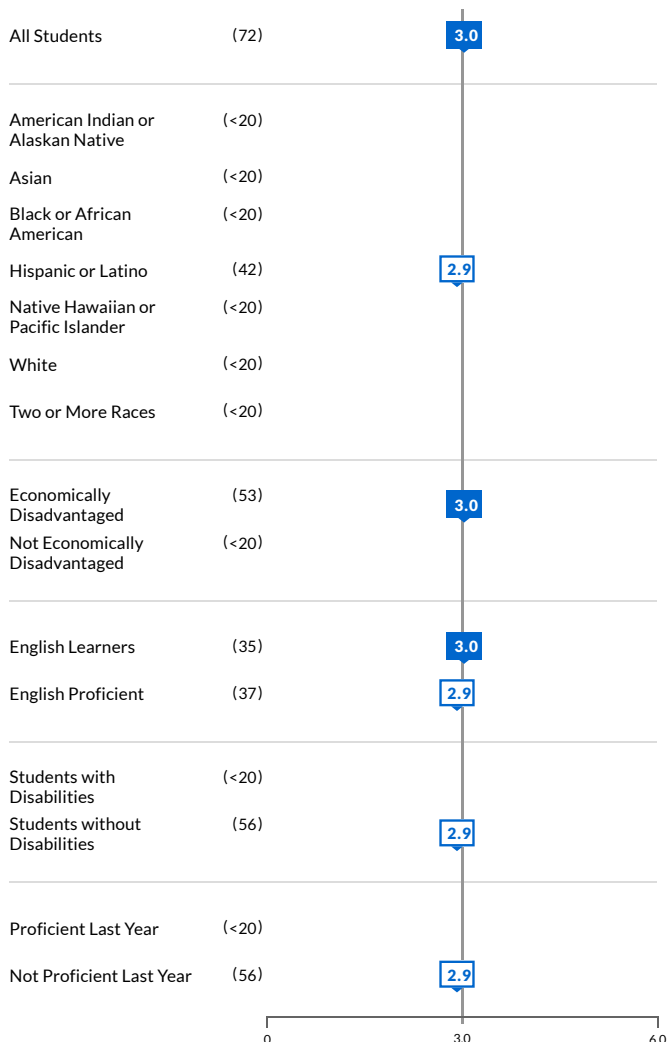 All Students (72) 3.0
American Indian or (<20)
Alaskan Native
Asian (<20)
Black or African (<20)
American
Hispanic or Latino (42) 2.9
Native Hawaiian or (<20)
Pacific Islander
White (<20)
Two or More Races (<20)
Economically (53) 3.0
Disadvantaged
Not Economically (<20)
Disadvantaged
English Learners (35) 3.0
English Proficient (37) 2.9
Students with (<20)
Disabilities
Students without (56) 2.9
Disabilities
Proficient Last Year (<20)
Not Proficient Last Year (56) 2.9
0 3.0 6.0